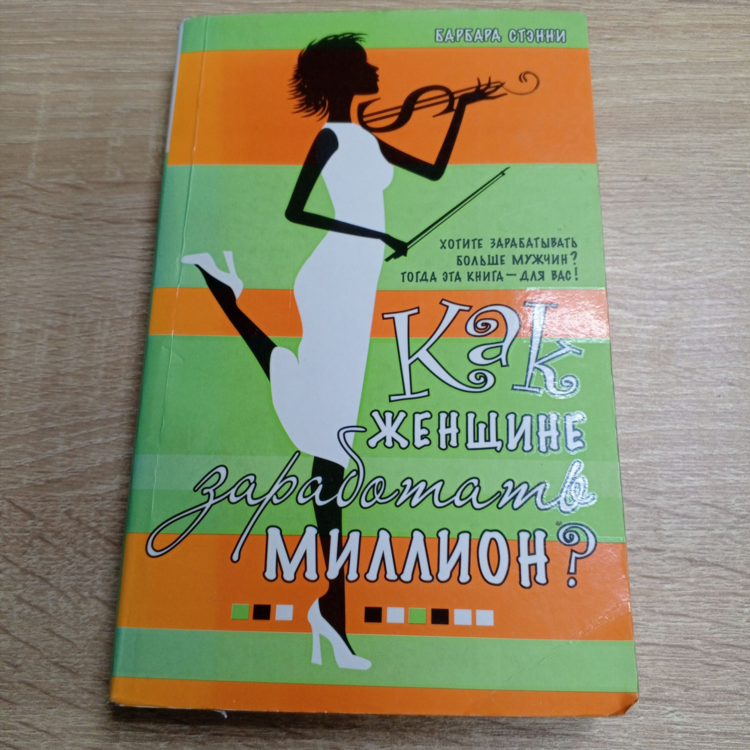 БАРБАРА СТЭННИ
ХОТИТЕ ЗАРАБАТЫВАТЬ
БОЛЬШЕ МУЖЧИН?
ТОГДА ЭТА КНИГА — ДЛЯ ВАС!
Как
ЖЕНЩИНЕ
заработать
МИЛЛИОН?